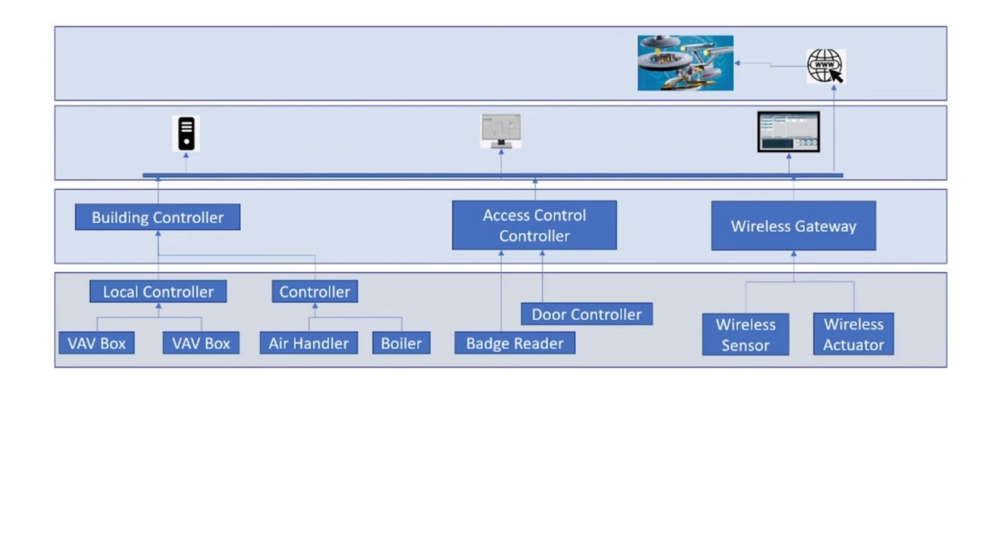 www
Building Controller
Access Control
Controller
Wireless Gateway
Local Controller
Controller
Door Controller
VAV Box
VAV Box
Air Handler
Boiler
Badge Reader
Wireless
Sensor
Wireless
Actuator